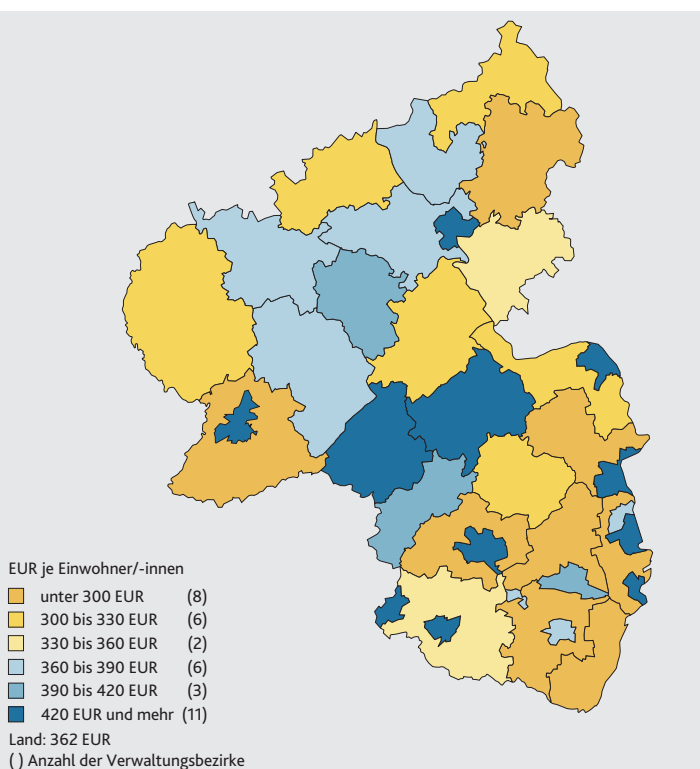 EUR je Einwohner/-innen
unter 300 EUR (8)
300 bis 330 EUR (6)
330 bis 360 EUR (2)
360 bis 390 EUR (6)
390 bis 420 EUR (3)
420 EUR und mehr (11)
Land: 362 EUR
( ) Anzahl der Verwaltungsbezirke